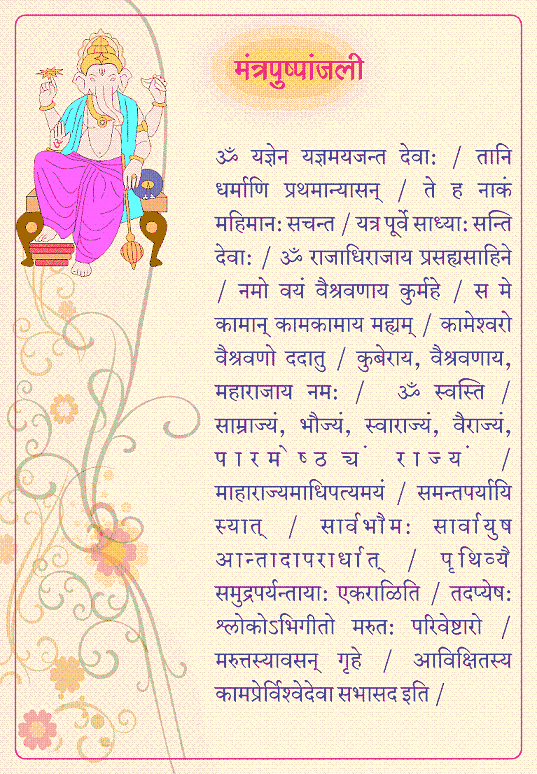 मंत्रपुष्पांजली
ॐ यज्ञेन यज्ञमयजन्त देवाः / तानि
धर्माणि प्रथमान्यासन् / ते ह नाकं
महिमानः सचन्त / यत्र पूर्वे साध्याः सन्ति
देवाः / ॐ राजाधिराजाय प्रसह्यसाहिने
/ नमो वयं वैश्रवणाय कुर्महे / स मे
कामान् कामकामाय मह्यम् / कामेश्वरो
वैश्रवणो ददातु / कुबेराय, वैश्रवणाय,
महाराजाय नमः / ॐ स्वस्ति /
साम्राज्यं, भौज्यं, स्वाराज्यं, वैराज्यं,
पारमेष्ठ्यं राज्यं /
माहाराज्यमाधिपत्यमयं / समन्तपर्यायि
स्यात् / सार्वभौमः सार्वायुष
आन्तादापरार्धात् / पृथिव्यै
समुद्रपर्यन्तायाः एकराळिति / तदप्येषः
श्लोकोऽभिगीतो मरुतः परिवेष्टारो /
मरुत्तस्यावसन् गृहे / आविक्षितस्य
कामप्रेर्विश्वेदेवा सभासद इति /